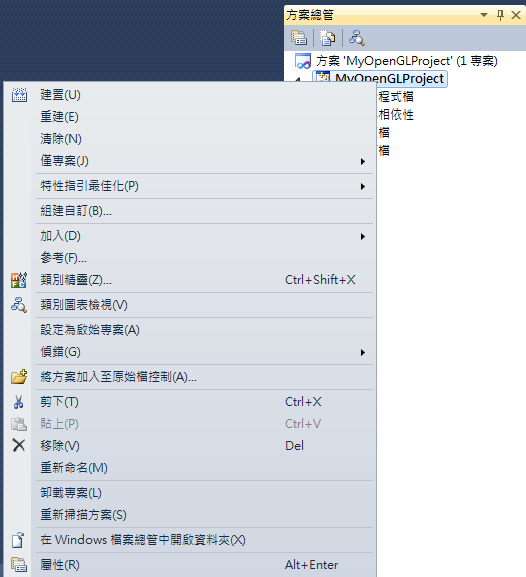 方案總管
方案 'MyOpenGLProject' (1 專案)
MyOpenGLProject
程式檔
相依性
檔
檔
建置(U)
重建(E)
清除(N)
僅專案(J)
特性指引最佳化(P)
組建自訂(B)...
加入(D)
參考(F)...
類別精靈(Z)... Ctrl+Shift+X
類別圖表檢視(V)
設定為啟始專案(A)
偵錯(G)
將方案加入至原始檔控制(A)...
剪下(T) Ctrl+X
貼上(P) Ctrl+V
移除(V) Del
重新命名(M)
卸載專案(L)
重新掃描方案(S)
在 Windows 檔案總管中開啟資料夾(X)
屬性(R) Alt+Enter